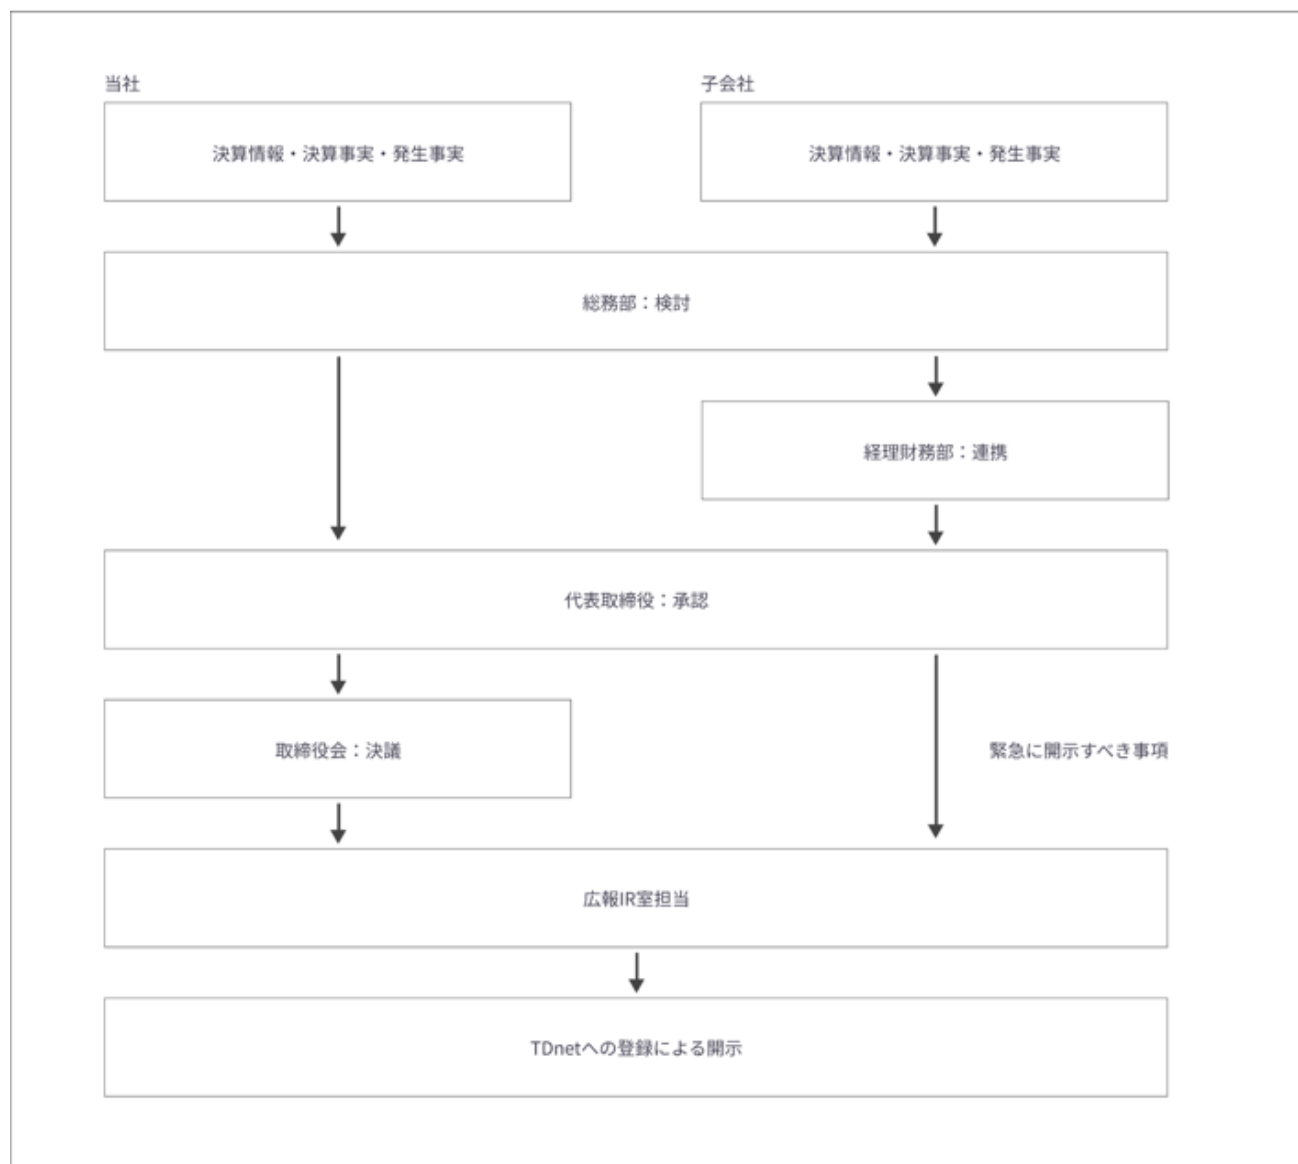 当社
子会社
決算情報・決算事実・発生事実
決算情報・決算事実・発生事実
総務部：検討
経理財務部：連携
代表取締役：承認
取締役会：決議
緊急に開示すべき事項
広報IR室担当
TDnetへの登録による開示